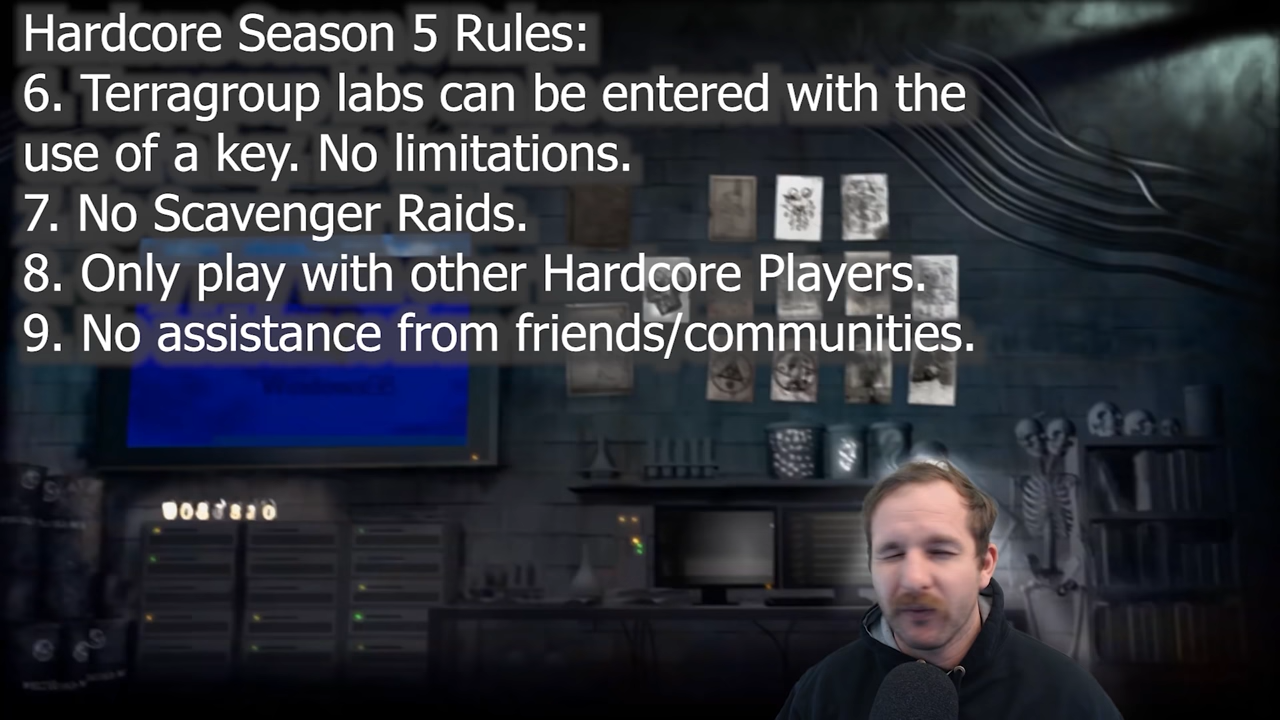 Hardcore Season 5 Rules:
6. Terragroup labs can be entered with the
use of a key. No limitations.
7. No Scavenger Raids.
8. Only play with other Hardcore Players.
9. No assistance from friends/communities.